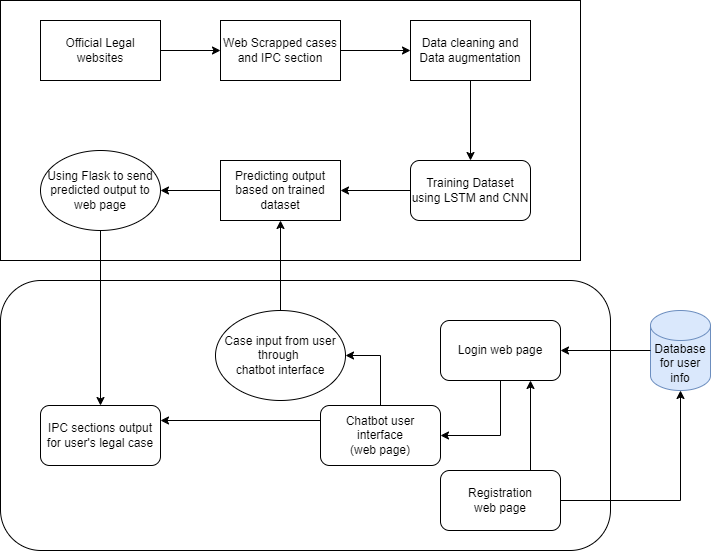 Official Legal
websites
Web Scrapped cases
and IPC section
Data cleaning and
Data augmentation
Using Flask to send
predicted output to
web page
Predicting output
based on trained
dataset
Training Dataset
using LSTM and CNN
Case input from user
through
chatbot interface
Login web page
Database
for user
info
IPC sections output
for user's legal case
Chatbot user
interface
(web page)
Registration
web page